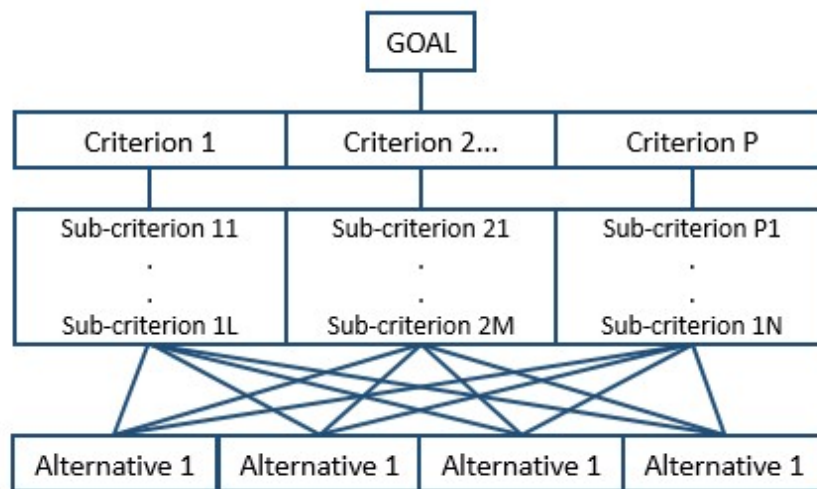 GOAL
Criterion 1 Criterion 2... Criterion P
Sub-criterion 11 Sub-criterion 21 Sub-criterion P1
. . .
. . .
Sub-criterion 1L Sub-criterion 2M Sub-criterion 1N
Alternative 1 Alternative 1 Alternative 1 Alternative 1